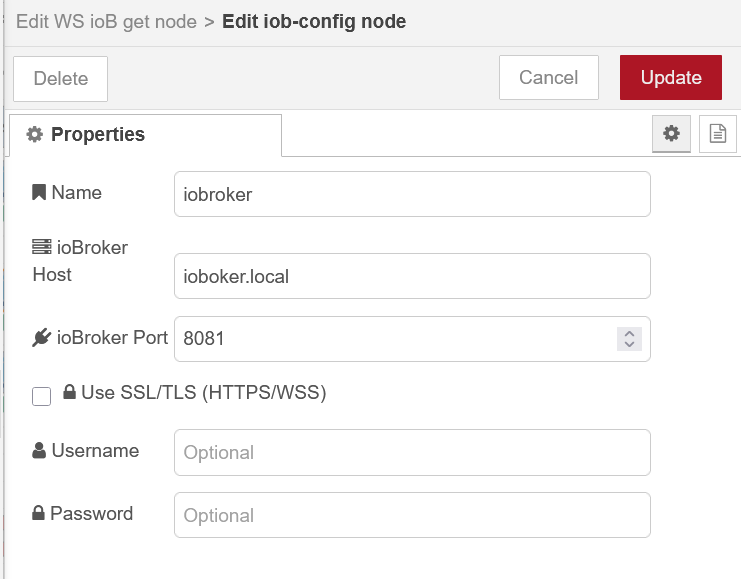 Edit WS ioB get node > Edit iob-config node
Delete
Cancel
Update
Properties
Name
iobroker
ioBroker
Host
ioboker.local
ioBroker Port
8081
Use SSL/TLS (HTTPS/WSS)
Username
Optional
Password
Optional